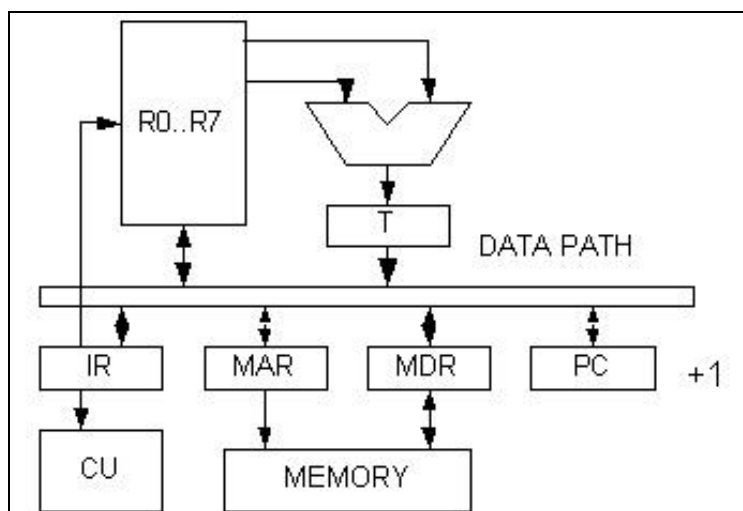 R0..R7
T
DATA PATH
IR
MAR
MDR
PC
+1
CU
MEMORY